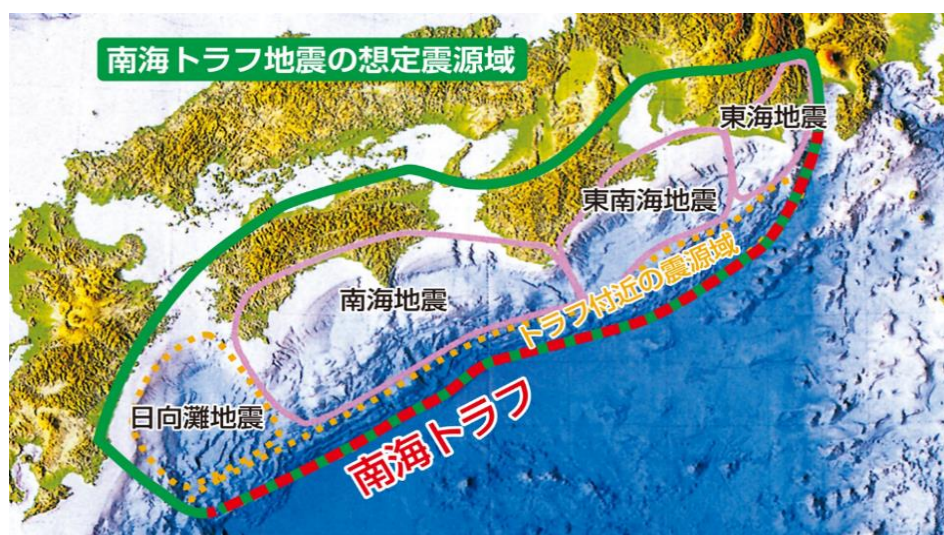 南海トラフ地震の想定震源域
東海地震
東南海地震
トラフ付近の震源域
南海地震
日向灘地震
南海トラフ